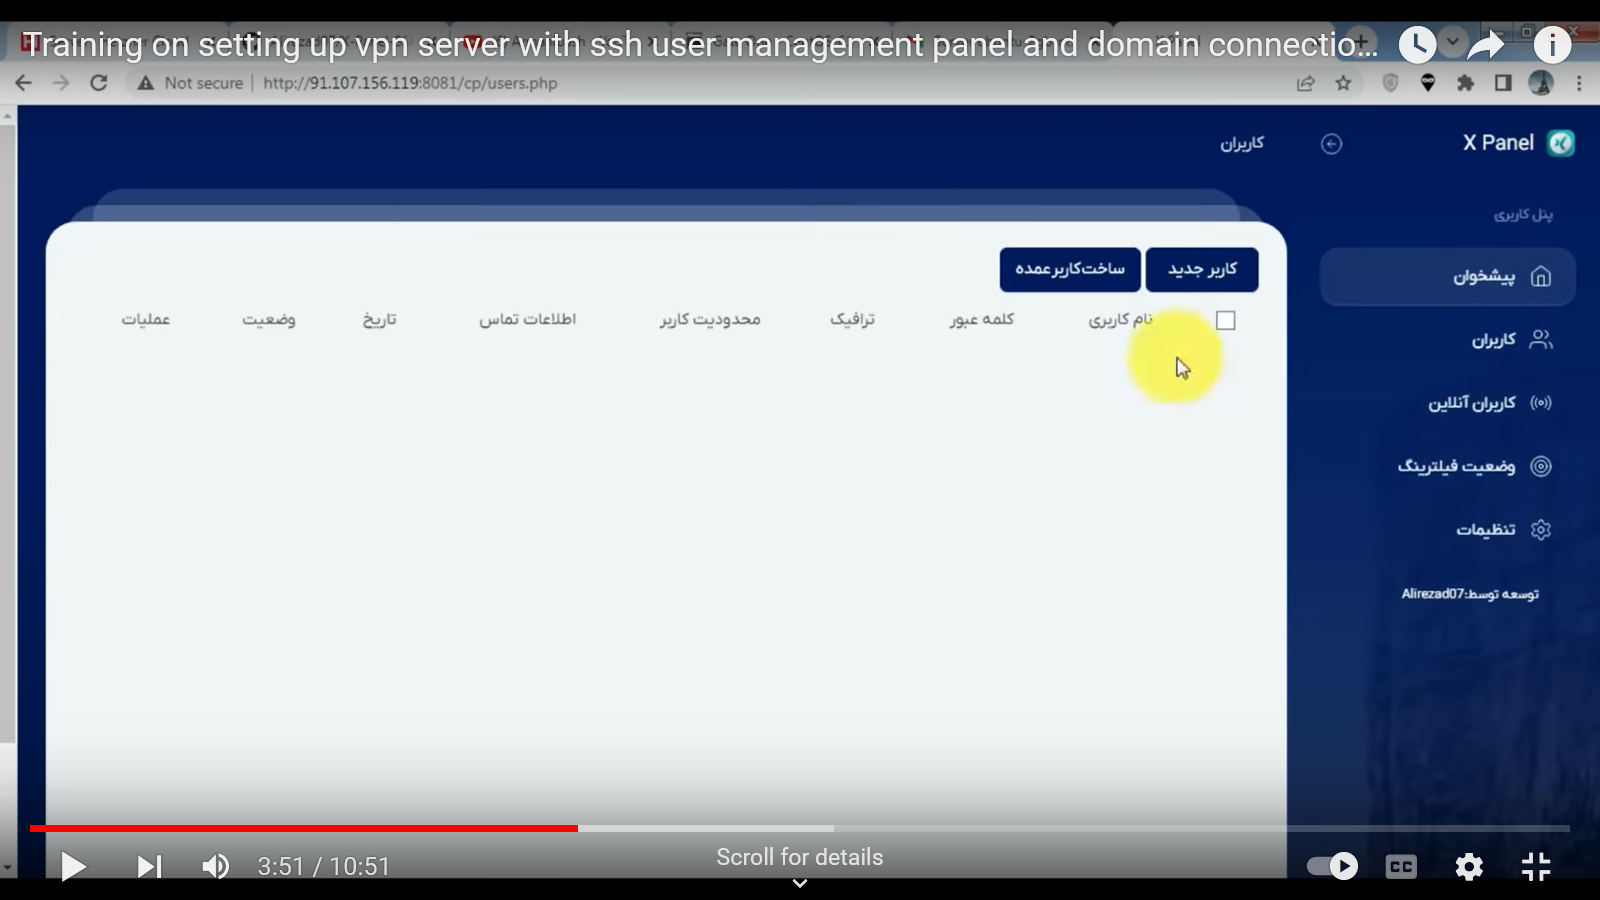 Training on setting up vpn server with ssh user management panel and domain connectio...
Not secure | http://91.107.156.119:8081/cp/users.php
X Panel
کاربران
پنل کاربری
پیشخوان
کاربران
کاربران آنلاین
وضعیت فیلترینگ
تنظیمات
توسعه توسط:Alirezad07
کاربر جدید
ساخت‌کاربر عمده
نام کاربری
کلمه عبور
ترافیک
محدودیت کاربر
اطلاعات تماس
تاریخ
وضعیت
عملیات
3:51 / 10:51
Scroll for details
CC